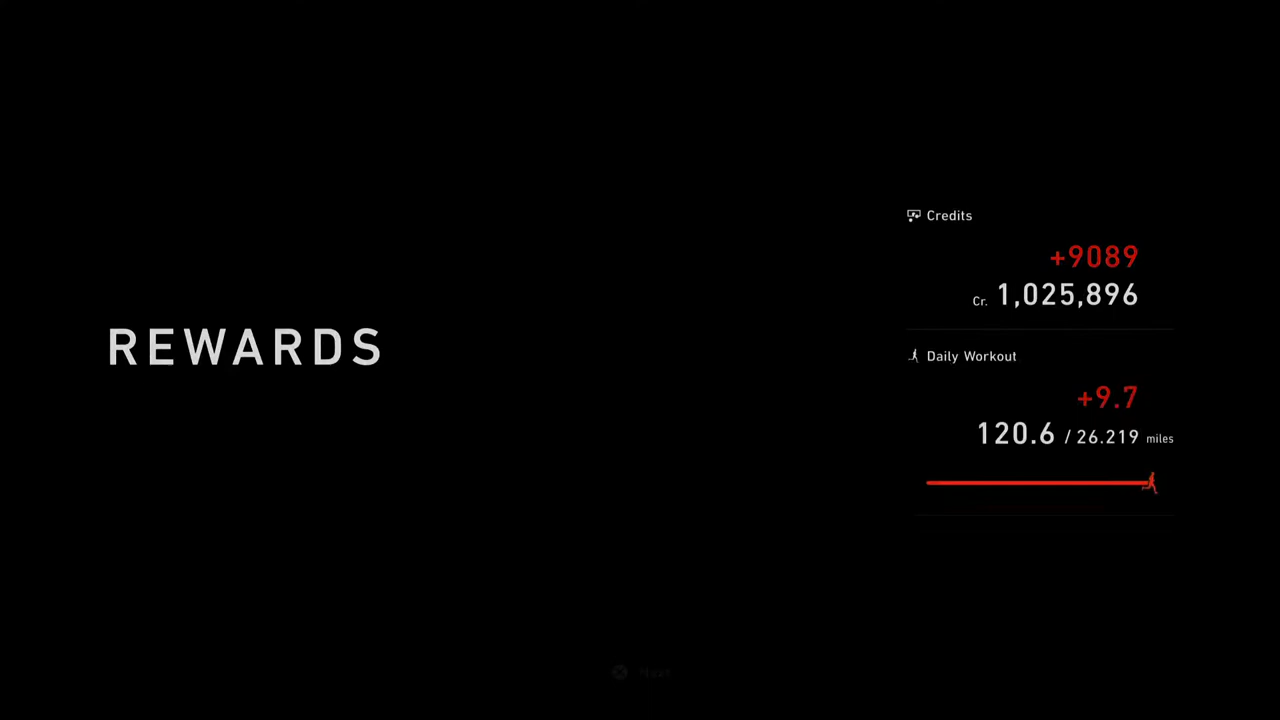 REWARDS
Credits
+9089
Cr. 1,025,896
Daily Workout
+9.7
120.6 / 26.219 miles